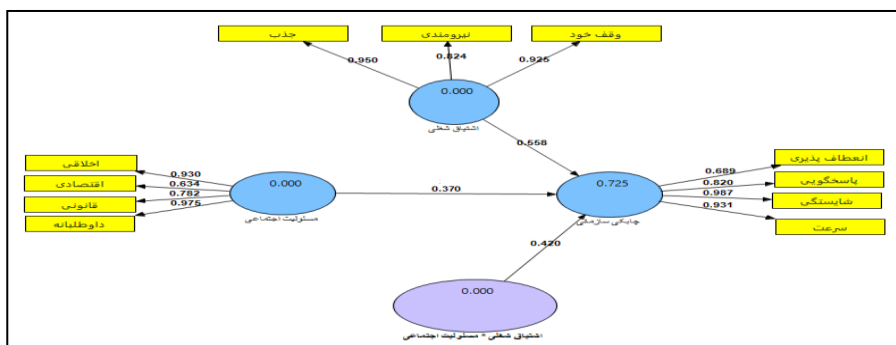 جذب
نیرومندی
وقف خود
0.950
0.824
0.925
0.000
اشتیاق شغلی
0.558
اخلاقی
اقتصادی
قانونی
داوطلبانه
0.930
0.634
0.782
0.975
0.000
مسئولیت اجتماعی
0.370
0.725
چابکی سازمانی
0.689
0.820
0.987
0.931
انعطاف پذیری
پاسخگویی
شایستگی
سرعت
0.420
0.000
اشتیاق شغلی * مسئولیت اجتماعی